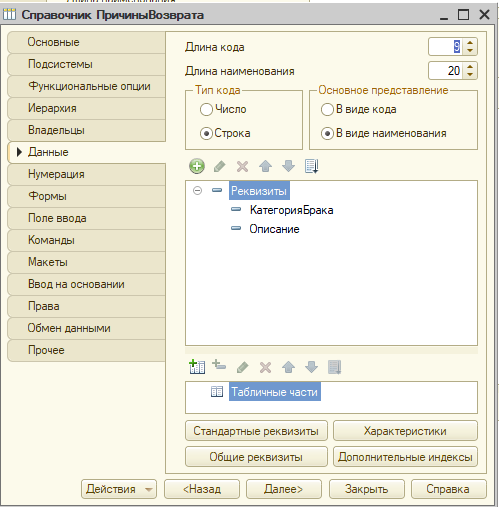 Справочник ПричиныВозврата
Основные
Подсистемы
Функциональные опции
Иерархия
Владельцы
Данные
Нумерация
Формы
Поле ввода
Команды
Макеты
Ввод на основании
Права
Обмен данными
Прочее
Длина кода 9
Длина наименования 20
Тип кода
Число
Строка
Основное представление
В виде кода
В виде наименования
Реквизиты
КатегорияБрака
Описание
Табличные части
Стандартные реквизиты Характеристики
Общие реквизиты Дополнительные индексы
Действия <Назад Далее> Закрыть Справка